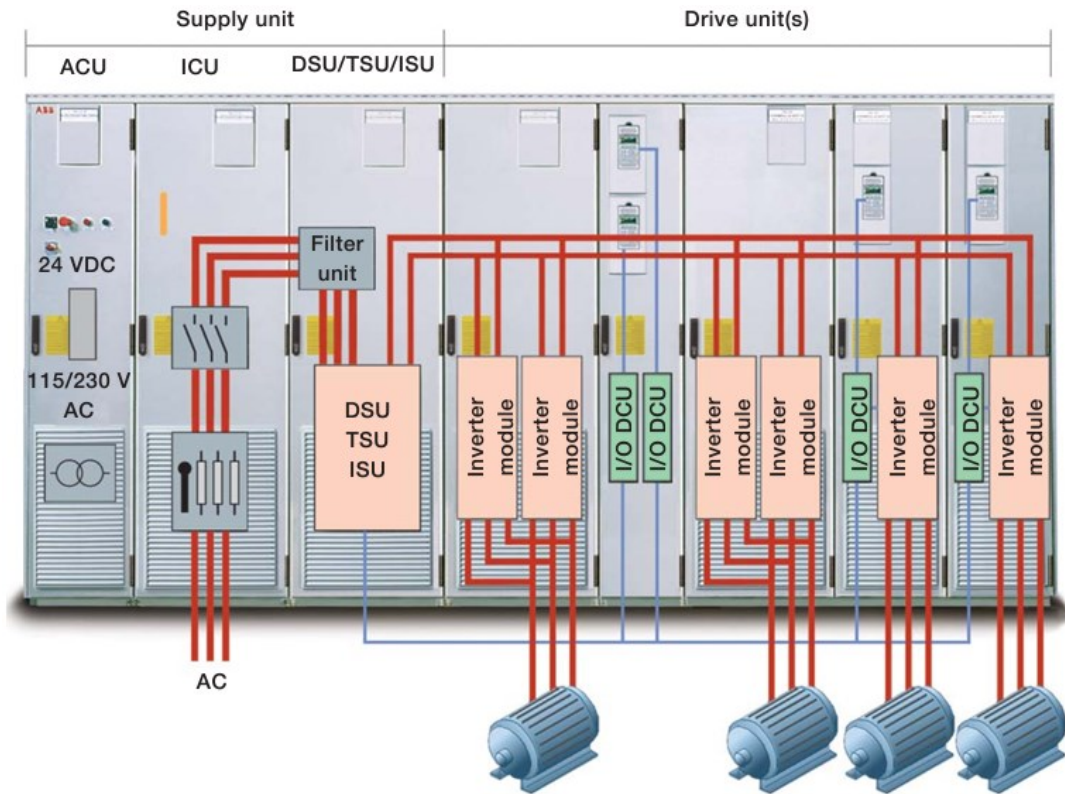 Supply unit
Drive unit(s)
ACU
ICU
DSU/TSU/ISU
ABB
24 VDC
115/230 V
AC
Filter
unit
DSU
TSU
ISU
Inverter
module
Inverter
module
I/O DCU
I/O DCU
Inverter
module
Inverter
module
I/O DCU
Inverter
module
I/O DCU
Inverter
module
AC